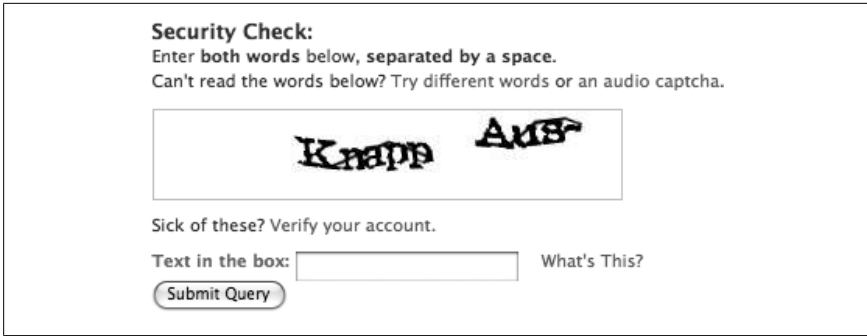 Security Check:
Enter both words below, separated by a space.
Can't read the words below? Try different words or an audio captcha.
Knapp Aus-
Sick of these? Verify your account.
Text in the box: What's This?
Submit Query